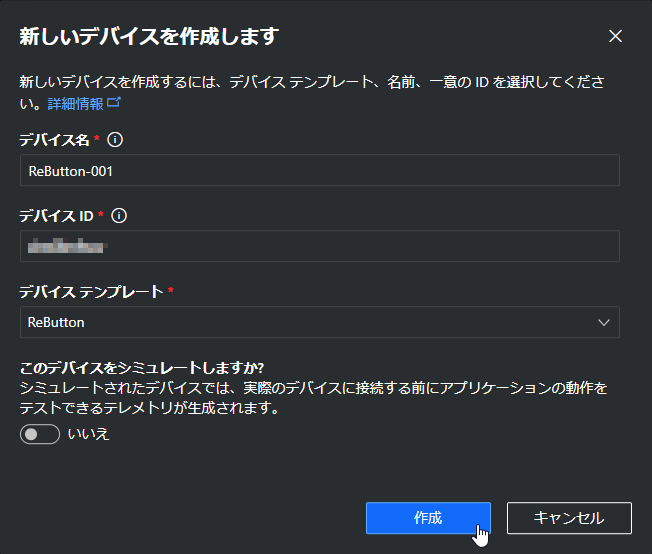 新しいデバイスを作成します
新しいデバイスを作成するには、デバイス テンプレート、名前、一意の ID を選択してくださ
い。詳細情報
デバイス名 *
ReButton-001
デバイス ID *
デバイス テンプレート *
ReButton
このデバイスをシミュレートしますか?
シミュレートされたデバイスでは、実際のデバイスに接続する前にアプリケーションの動作を
テストできるテレメトリが生成されます。
いいえ
作成
キャンセル